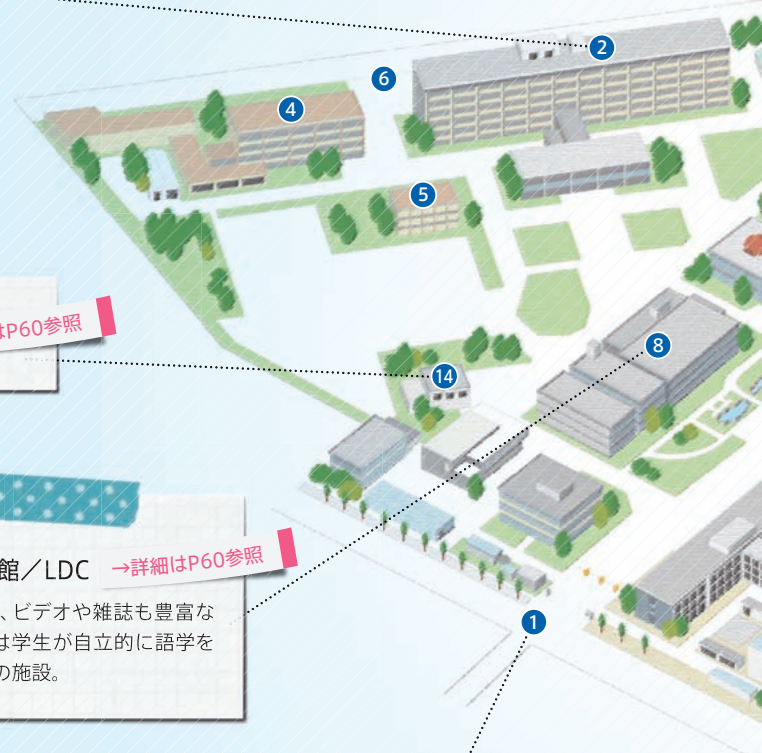 2
6
4
5
はP60参照
8
14
館／LDC
→詳細はP60参照
、ビデオや雑誌も豊富な
は学生が自立的に語学を
の施設。
1